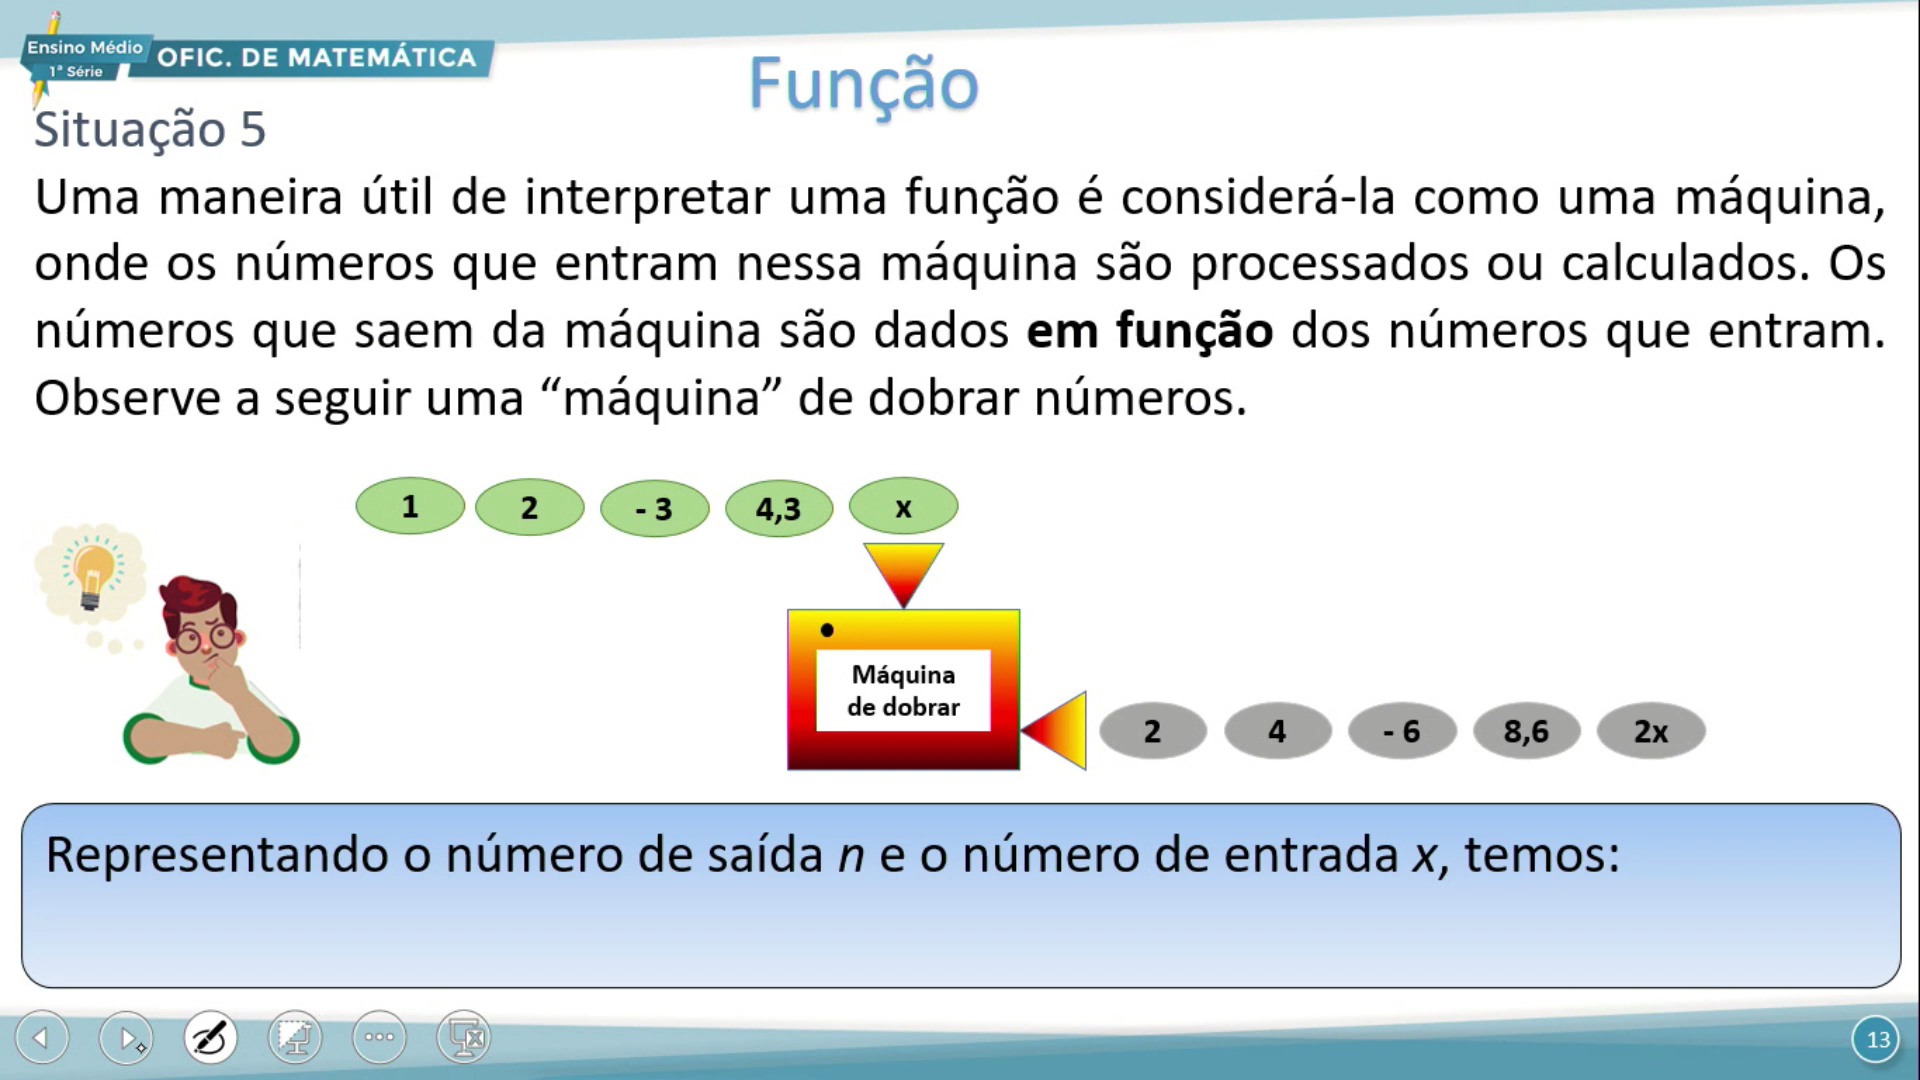 Ensino Médio
1ª Série
OFIC. DE MATEMÁTICA
Função
Situação 5
Uma maneira útil de interpretar uma função é considerá-la como uma máquina,
onde os números que entram nessa máquina são processados ou calculados. Os
números que saem da máquina são dados em função dos números que entram.
Observe a seguir uma “máquina” de dobrar números.
1 2 - 3 4,3 x
Máquina
de dobrar
2 4 - 6 8,6 2x
Representando o número de saída n e o número de entrada x, temos:
13